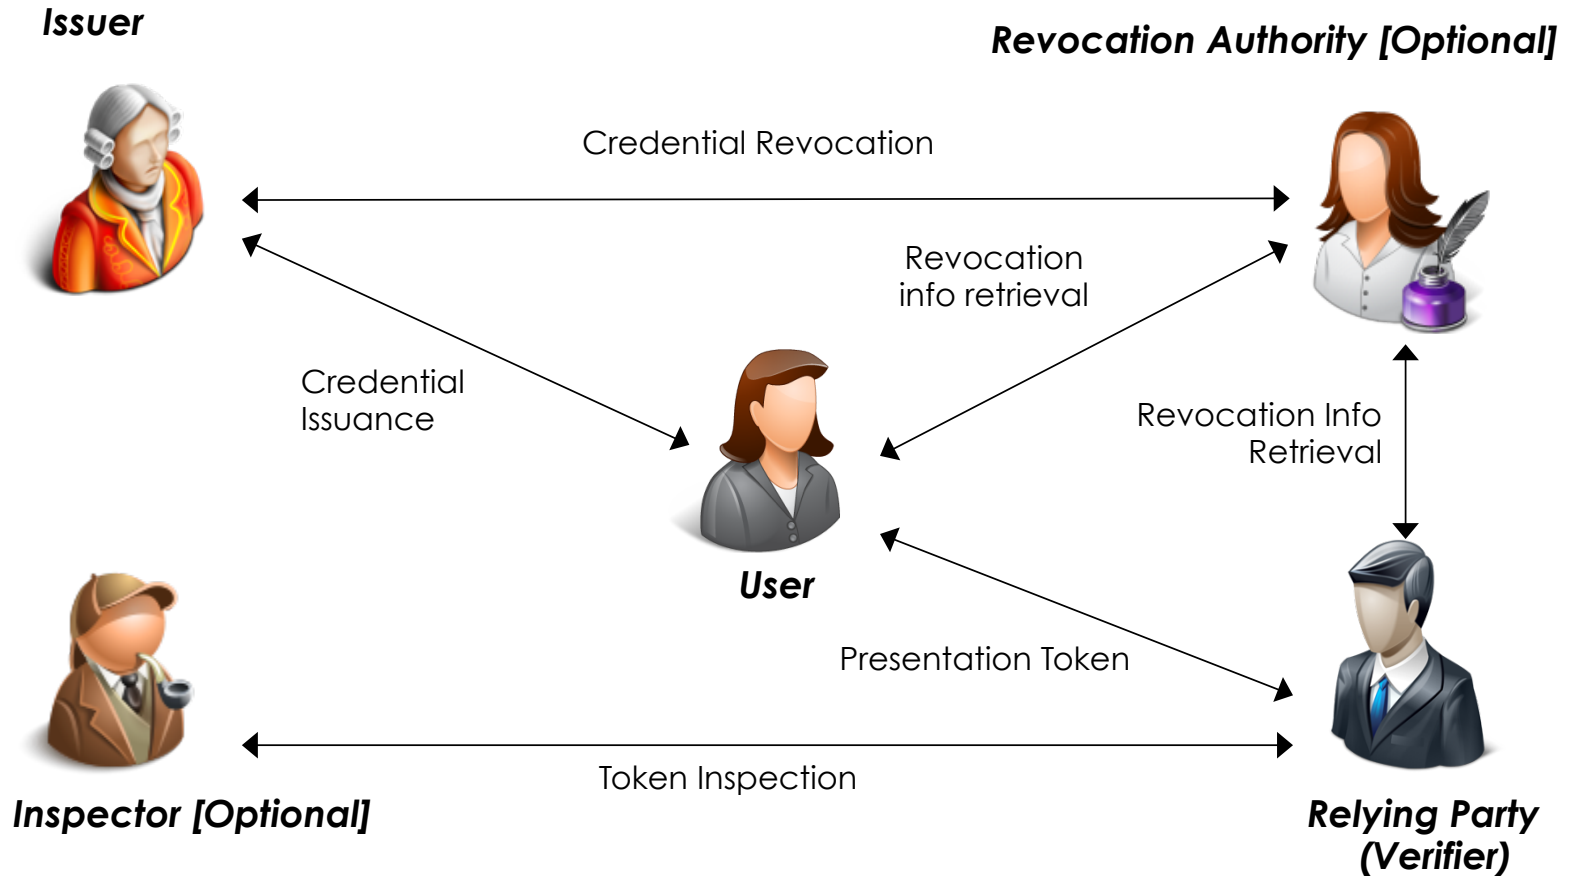 Issuer
Revocation Authority [Optional]
Credential Revocation
Revocation
info retrieval
Credential
Issuance
Revocation Info
Retrieval
User
Presentation Token
Token Inspection
Inspector [Optional]
Relying Party
(Verifier)